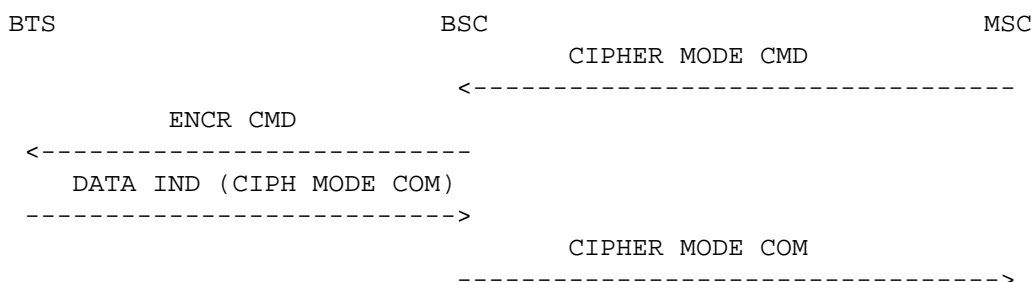 BTS BSC MSC
CIPHER MODE CMD
<----------------------------------
ENCR CMD
<---------------------------
DATA IND (CIPH MODE COM)
--------------------------->
CIPHER MODE COM
---------------------------------->